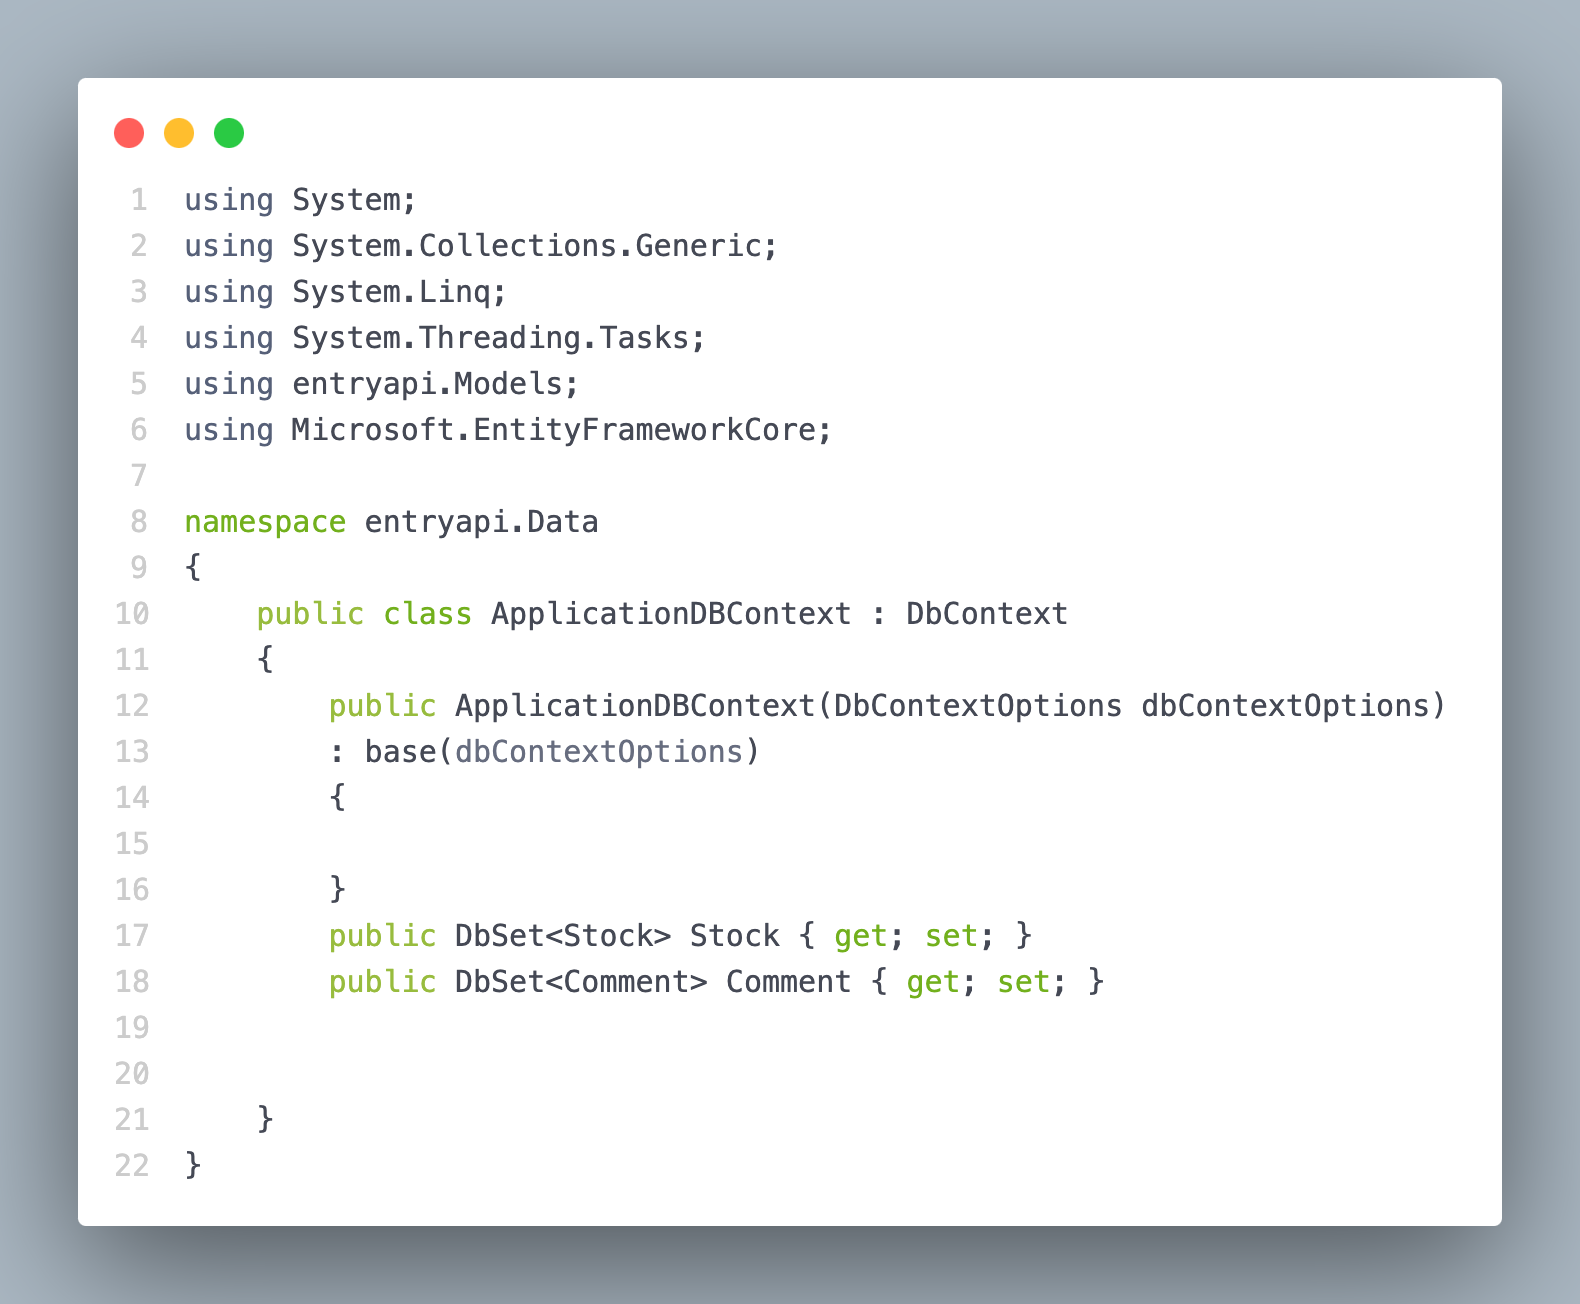 1 using System;
2 using System.Collections.Generic;
3 using System.Linq;
4 using System.Threading.Tasks;
5 using entryapi.Models;
6 using Microsoft.EntityFrameworkCore;
7
8 namespace entryapi.Data
9 {
10     public class ApplicationDBContext : DbContext
11     {
12         public ApplicationDBContext(DbContextOptions dbContextOptions)
13         : base(dbContextOptions)
14         {
15
16         }
17         public DbSet<Stock> Stock { get; set; }
18         public DbSet<Comment> Comment { get; set; }
19
20
21     }
22 }